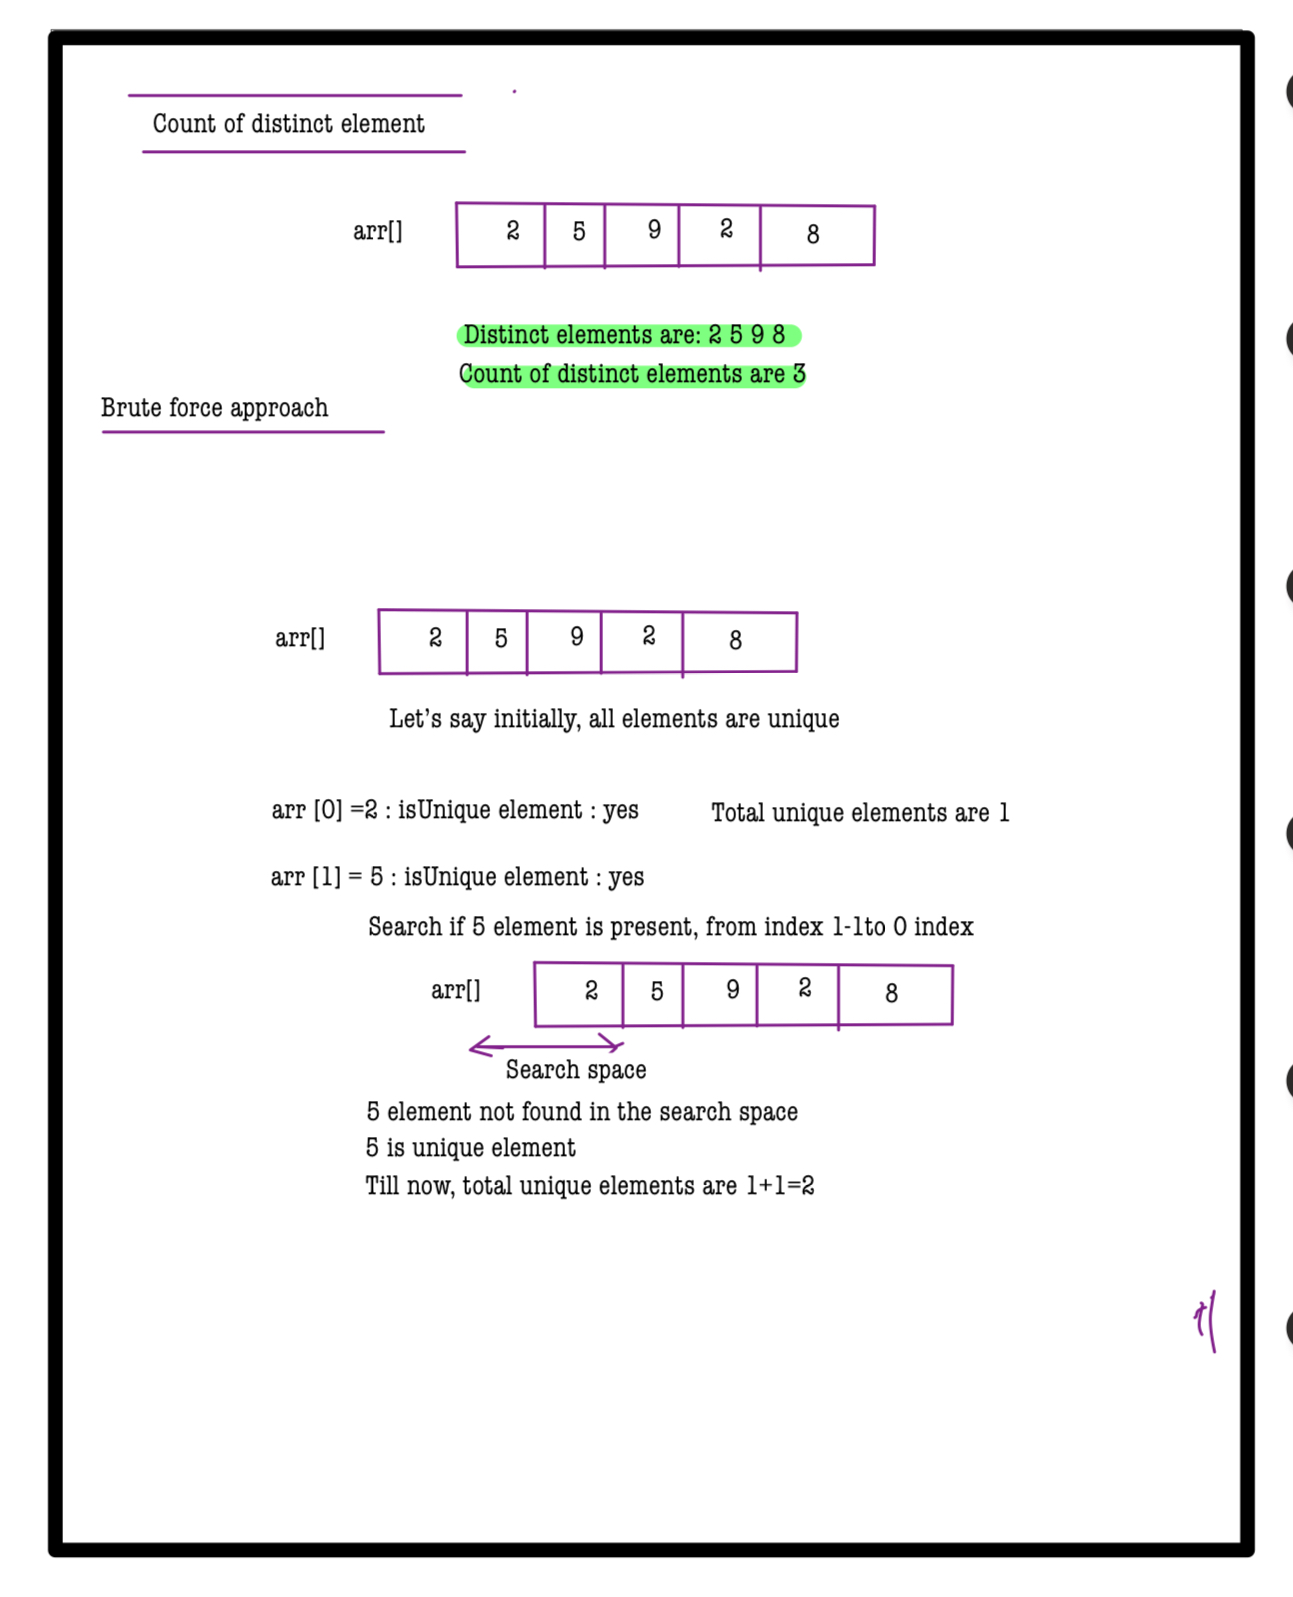 Count of distinct element
arr[] 2 5 9 2 8
Distinct elements are: 2 5 9 8
Count of distinct elements are 3
Brute force approach
arr[] 2 5 9 2 8
Let's say initially, all elements are unique
arr [0] =2 : isUnique element : yes Total unique elements are 1
arr [1] = 5 : isUnique element : yes
Search if 5 element is present, from index 1-1to 0 index
arr[] 2 5 9 2 8
Search space
5 element not found in the search space
5 is unique element
Till now, total unique elements are 1+1=2